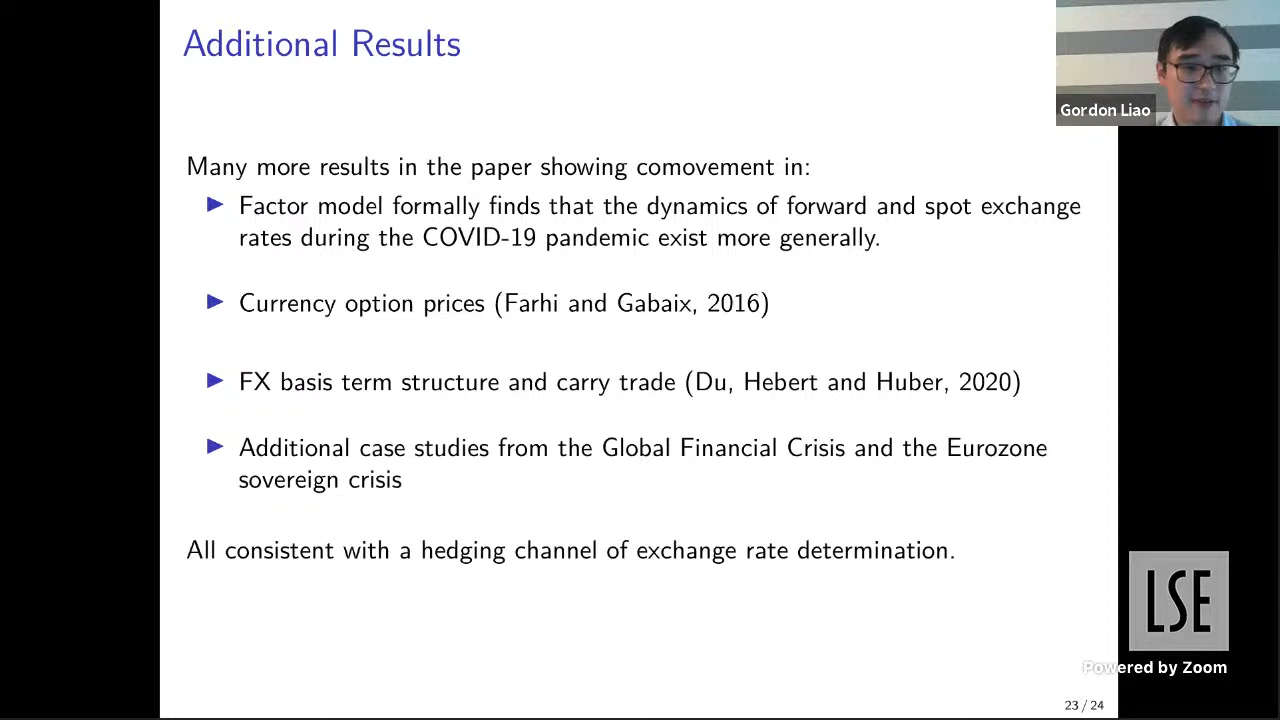 Additional Results
Gordon Liao
Many more results in the paper showing comovement in:
Factor model formally finds that the dynamics of forward and spot exchange
rates during the COVID-19 pandemic exist more generally.
Currency option prices (Farhi and Gabaix, 2016)
FX basis term structure and carry trade (Du, Hebert and Huber, 2020)
Additional case studies from the Global Financial Crisis and the Eurozone
sovereign crisis
All consistent with a hedging channel of exchange rate determination.
LSE
Powered by Zoom
23 / 24